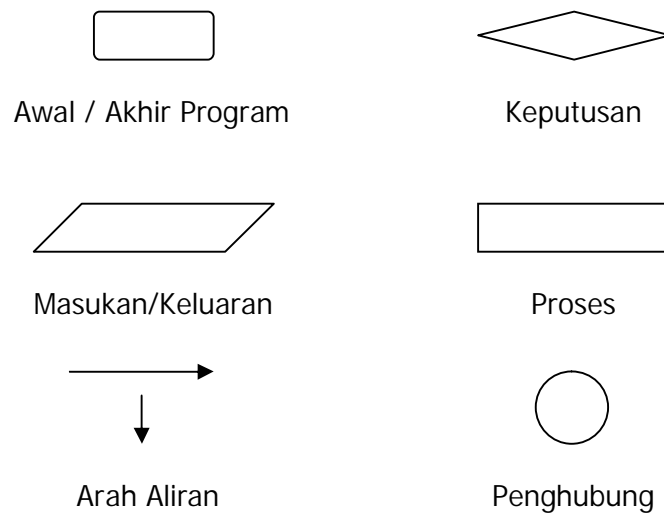 Awal / Akhir Program
Keputusan
Masukan/Keluaran
Proses
Arah Aliran
Penghubung